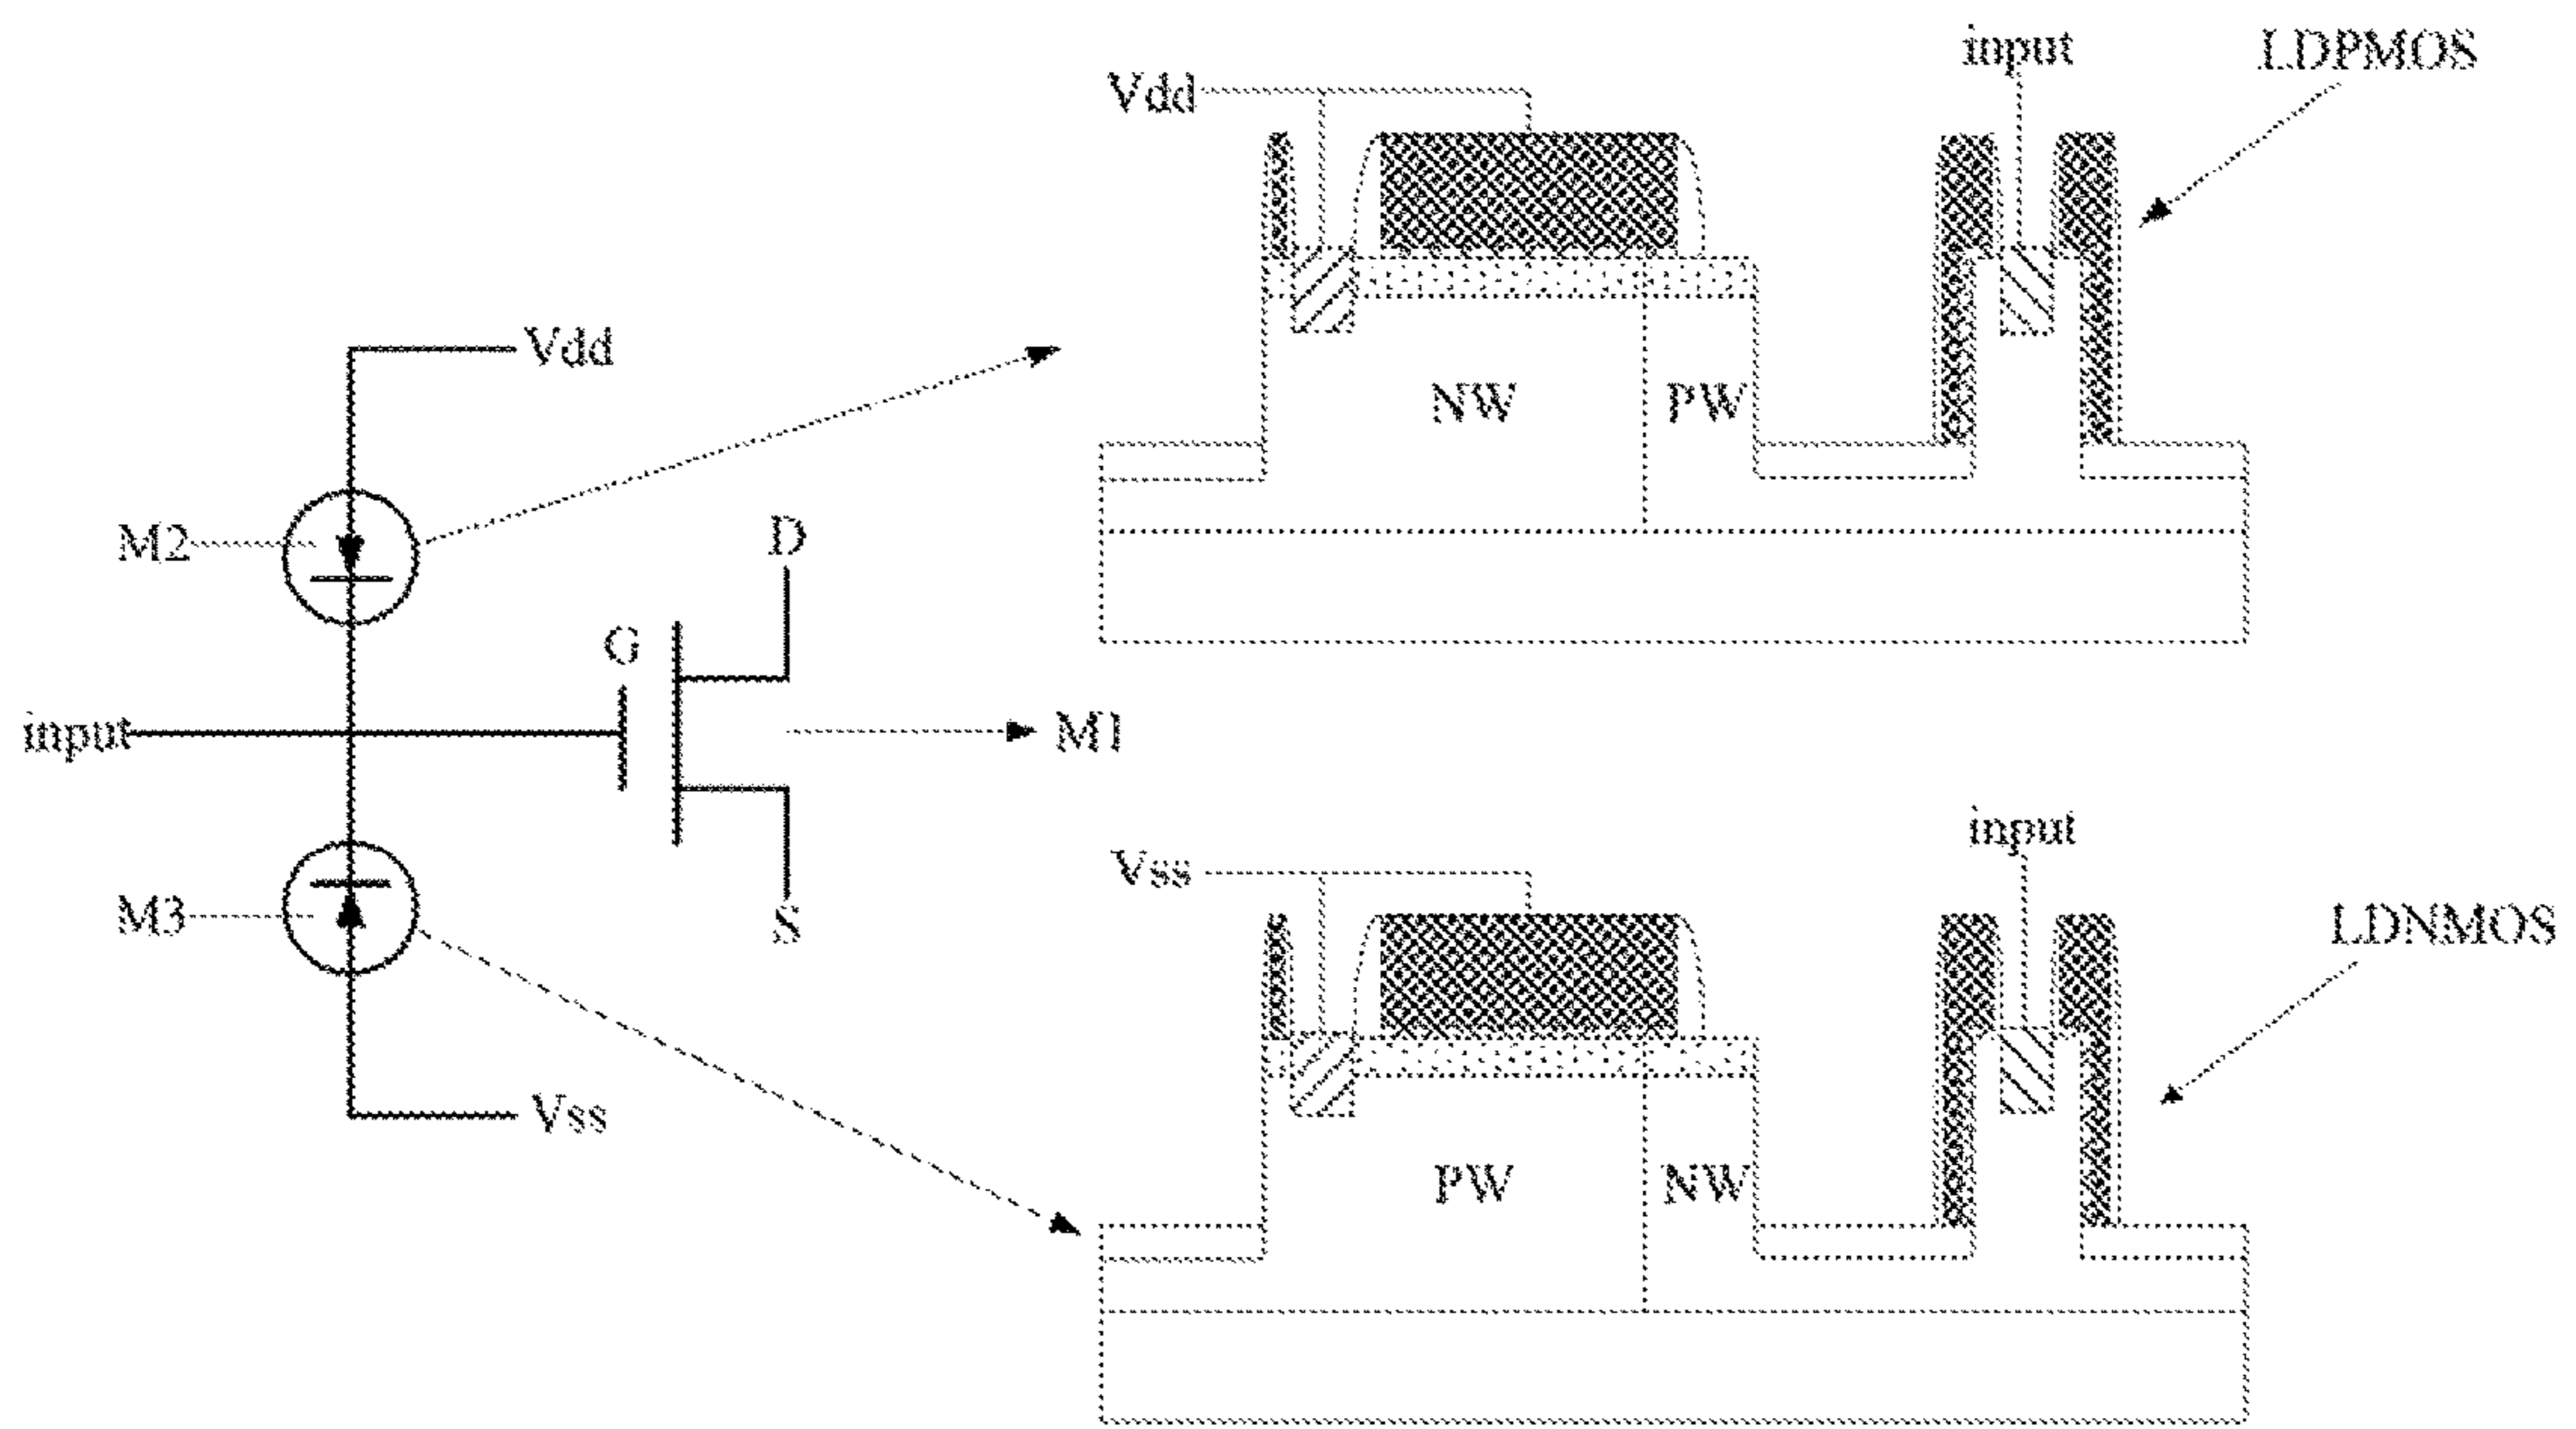 input
LDPMOS
Vdd
Vdd
NW
PW
M2
D
G
input
M1
input
Vss
LDNMOS
M3
S
Vss
PW
NW